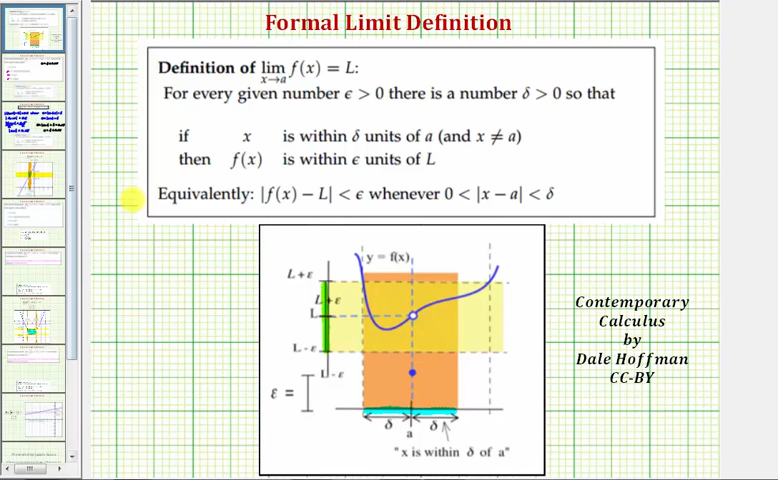 Formal Limit Definition
Definition of lim f(x) = L:
x→a
For every given number ϵ > 0 there is a number δ > 0 so that
if x is within δ units of a (and x ≠ a)
then f(x) is within ϵ units of L
Equivalently: |f(x) − L| < ϵ whenever 0 < |x − a| < δ
y = f(x)
L+ε
L+ε
L
L-ε
L-ε
ε =
δ δ
a
"x is within δ of a"
Contemporary
Calculus
by
Dale Hoffman
CC-BY